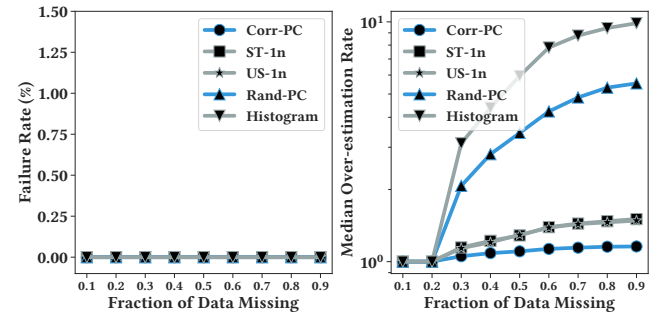 Failure Rate (%)
1.50
1.25
1.00
0.75
0.50
0.25
0.00
0.1 0.2 0.3 0.4 0.5 0.6 0.7 0.8 0.9
Fraction of Data Missing
Corr-PC
ST-1n
US-1n
Rand-PC
Histogram
Median Over-estimation Rate
10¹
10⁰
0.1 0.2 0.3 0.4 0.5 0.6 0.7 0.8 0.9
Fraction of Data Missing
Corr-PC
ST-1n
US-1n
Rand-PC
Histogram